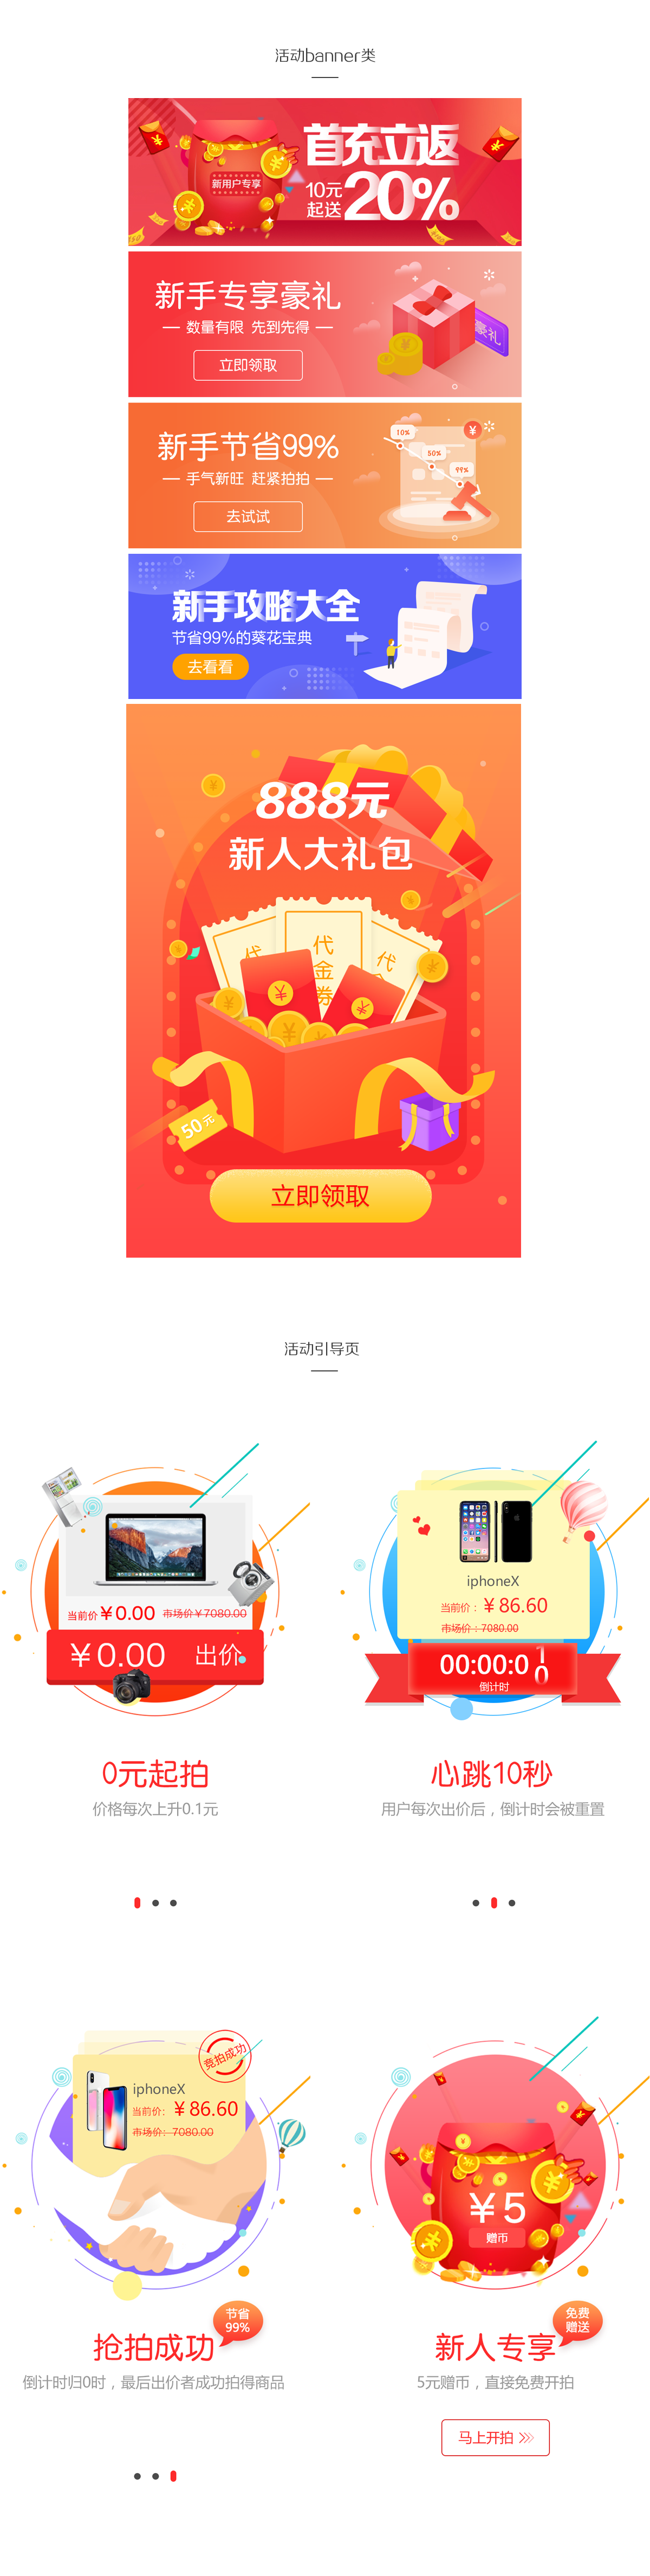 活动banner类
首充立返
新用户专享
10元
起送
20%
新手专享豪礼
数量有限 先到先得
立即领取
豪礼
新手节省99%
手气新旺 赶紧拍拍
去试试
10%
50%
99%
¥
新手攻略大全
节省99%的葵花宝典
去看看
888元
新人大礼包
代
代金券
代
50元
立即领取
活动引导页
当前价￥0.00 市场价￥7080.00
￥0.00 出价
0元起拍
价格每次上升0.1元
iphoneX
当前价：￥86.60
市场价：7080.00
00:00:0
1
0
倒计时
心跳10秒
用户每次出价后，倒计时会被重置
竞拍成功
iphoneX
当前价：￥86.60
市场价：7080.00
节省
99%
抢拍成功
倒计时归0时，最后出价者成功拍得商品
￥5
赠币
免费
赠送
新人专享
5元赠币，直接免费开拍
马上开拍